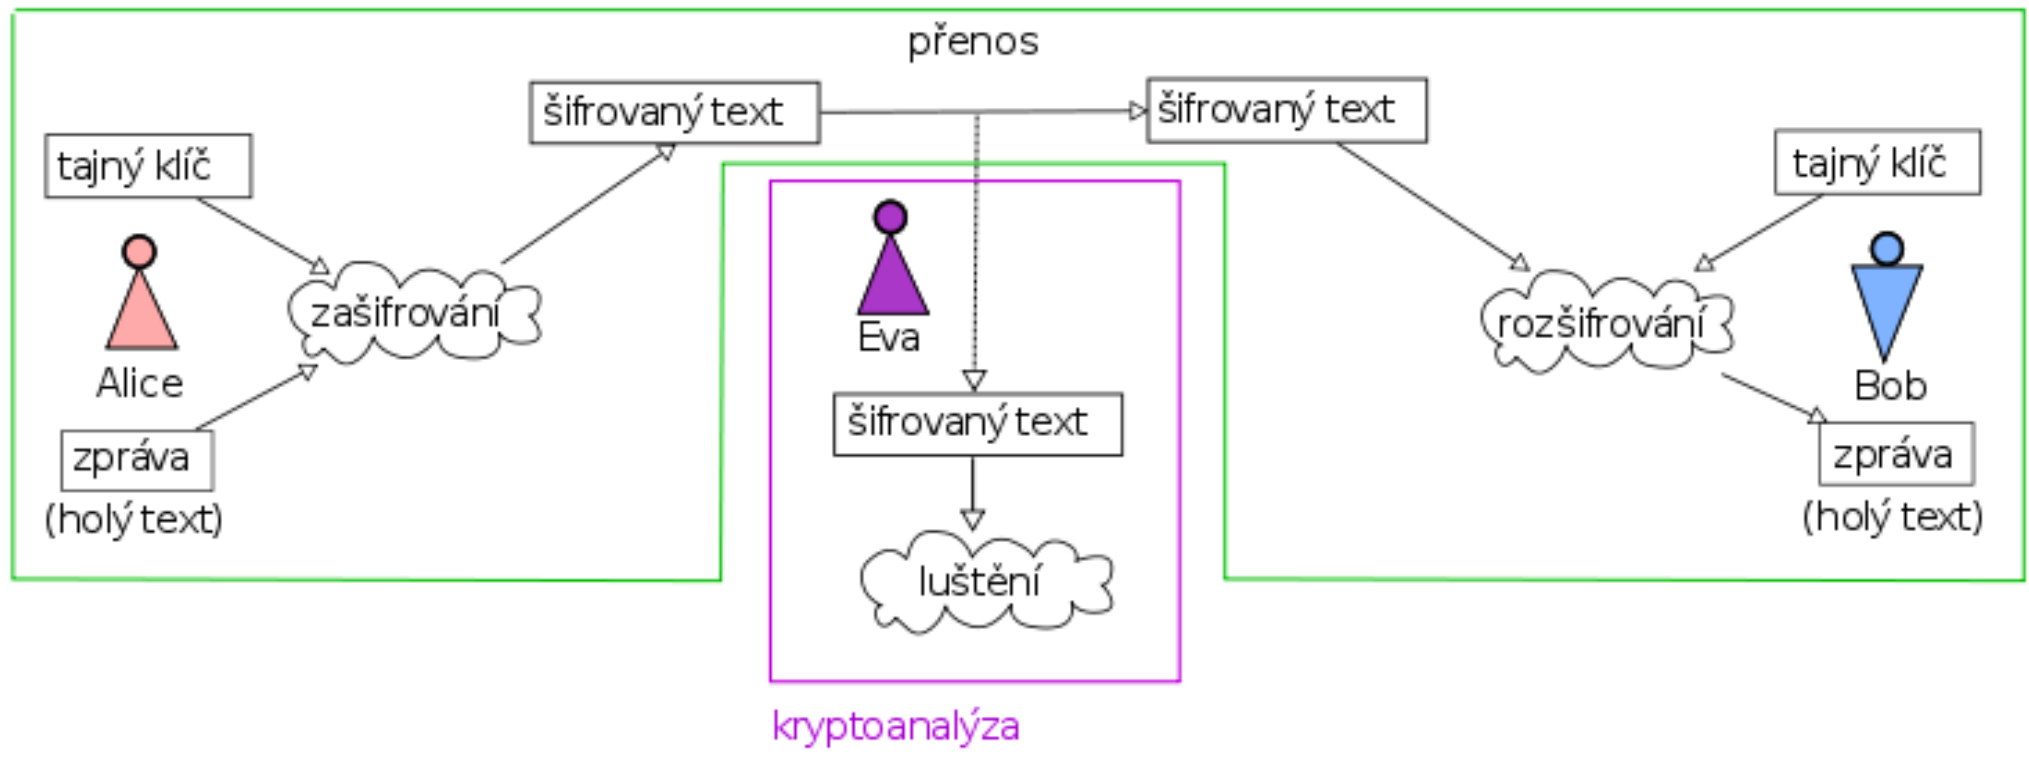 přenos
šifrovaný text
šifrovaný text
tajný klíč
tajný klíč
zašifrování
Eva
rozšifrování
Alice
Bob
šifrovaný text
zpráva
(holý text)
zpráva
(holý text)
luštění
kryptoanalýza